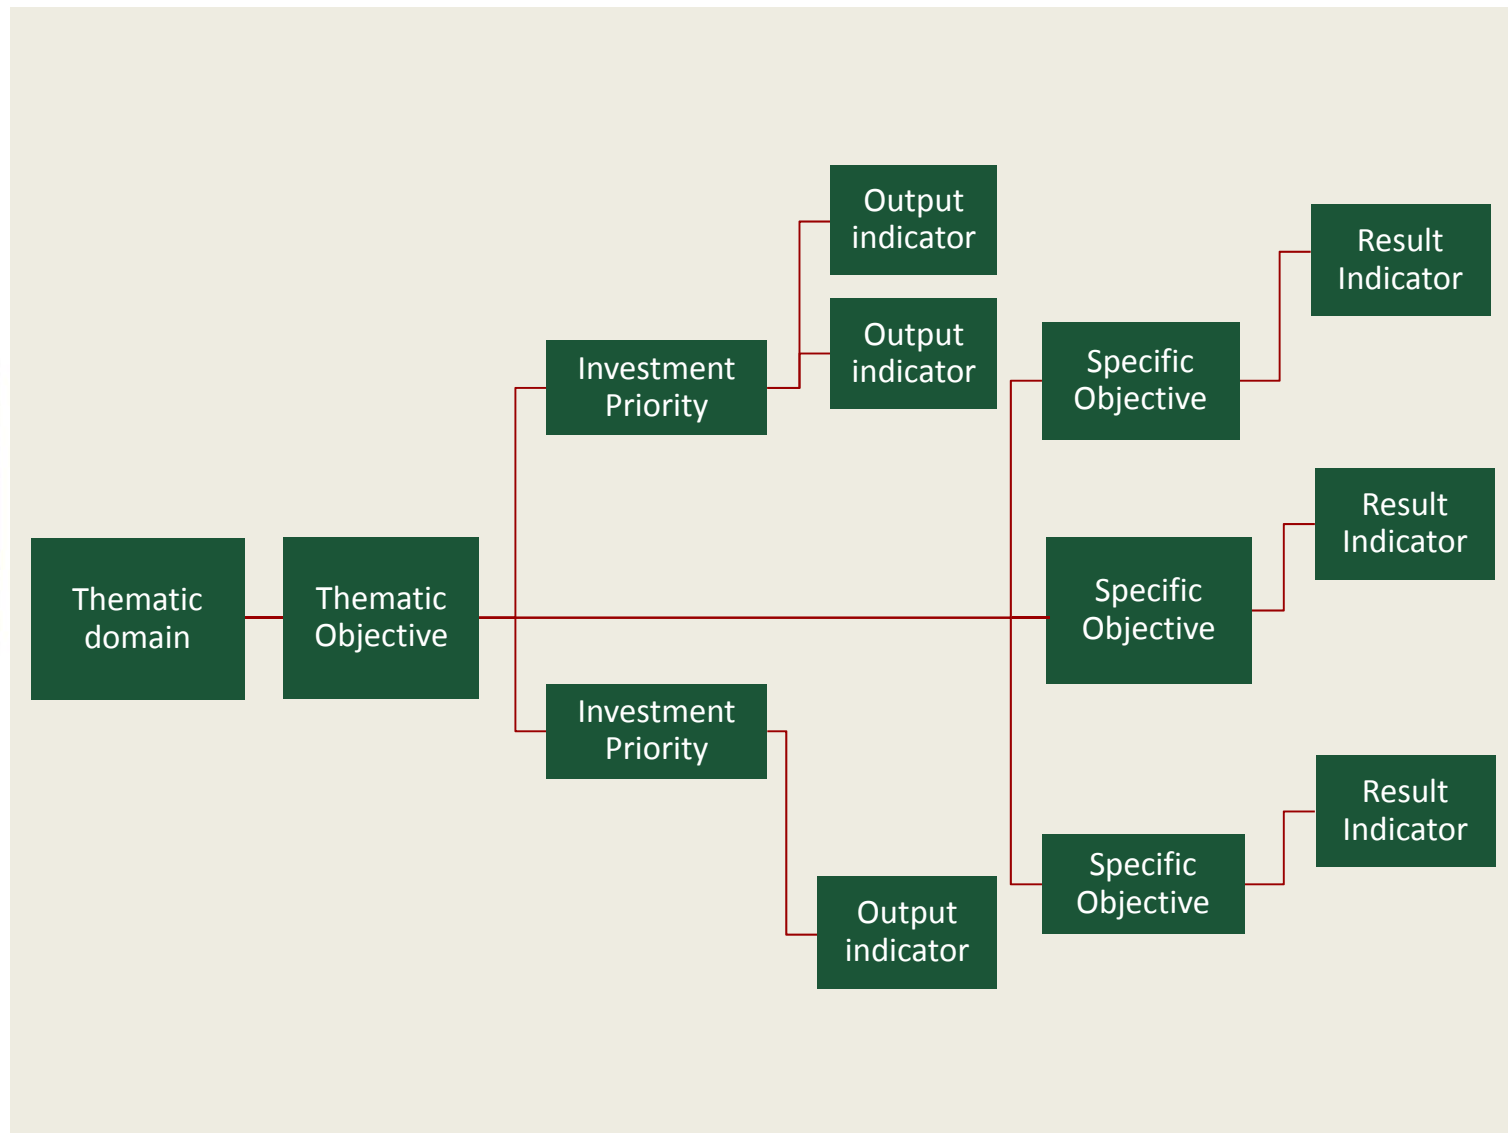 Thematic
domain
Thematic
Objective
Investment
Priority
Output
indicator
Output
indicator
Investment
Priority
Output
indicator
Specific
Objective
Result
Indicator
Specific
Objective
Result
Indicator
Specific
Objective
Result
Indicator